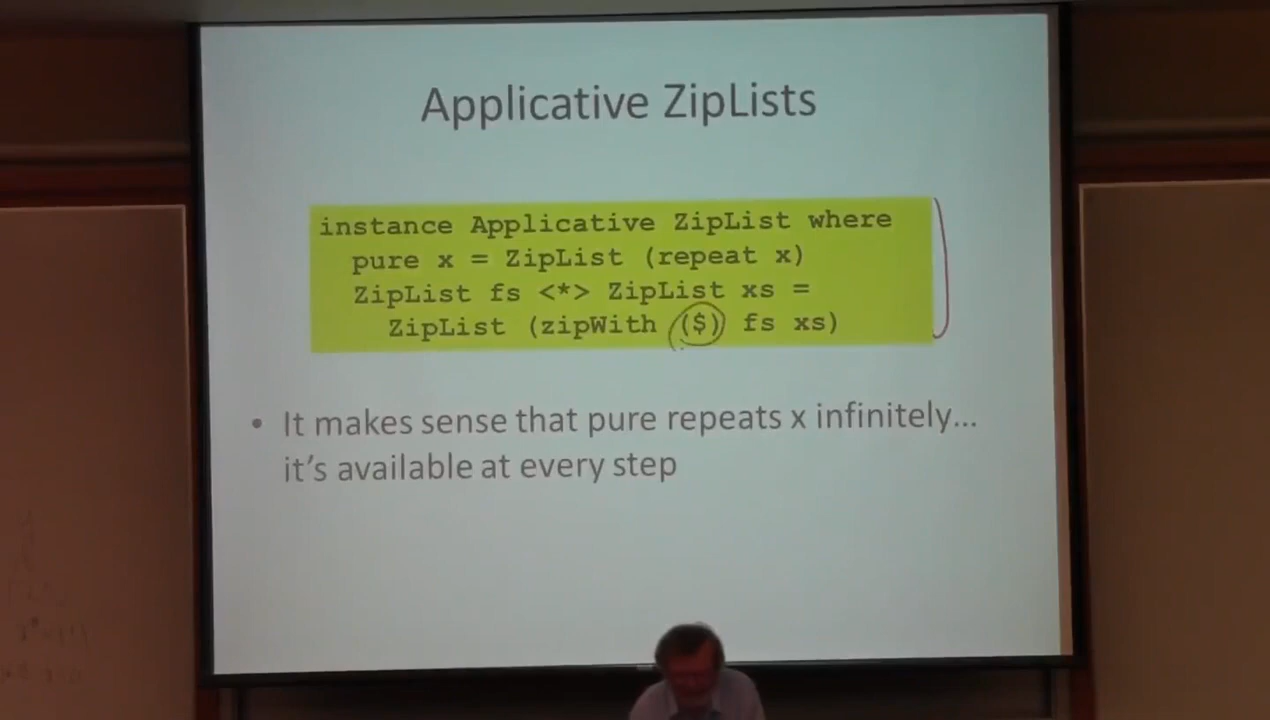 Applicative ZipLists
instance Applicative ZipList where
pure x = ZipList (repeat x)
ZipList fs <*> ZipList xs =
ZipList (zipWith ($) fs xs)
• It makes sense that pure repeats x infinitely...
it's available at every step